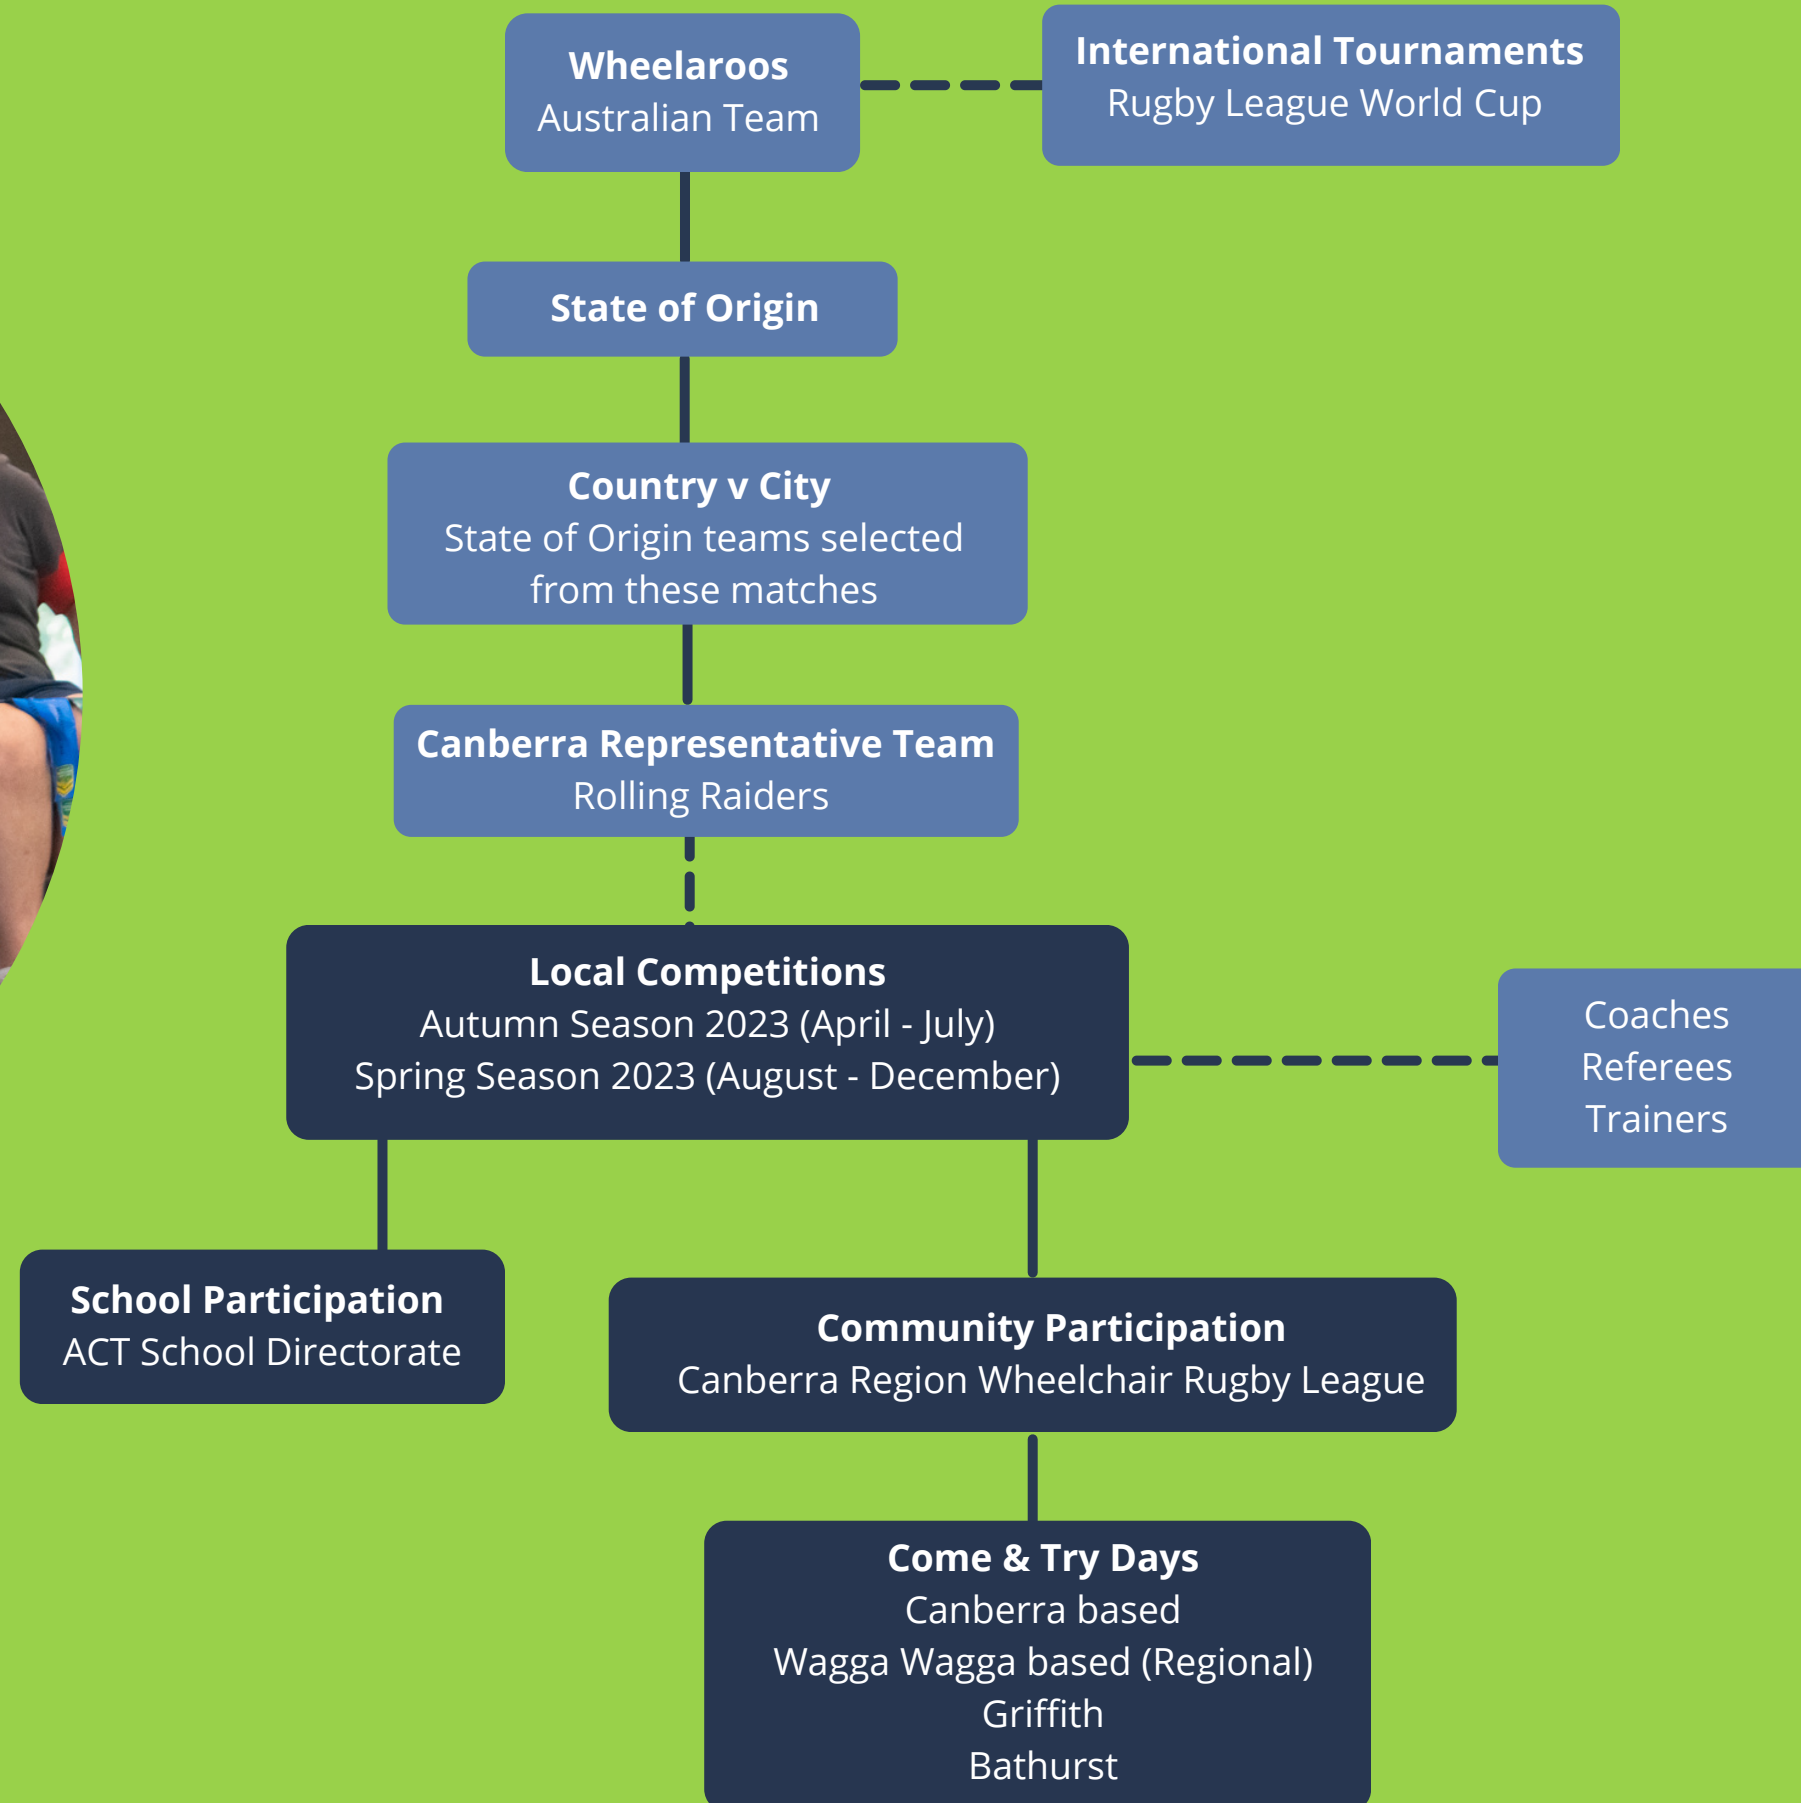 Wheelaroos
Australian Team
International Tournaments
Rugby League World Cup
State of Origin
Country v City
State of Origin teams selected
from these matches
Canberra Representative Team
Rolling Raiders
Local Competitions
Autumn Season 2023 (April - July)
Spring Season 2023 (August - December)
Coaches
Referees
Trainers
School Participation
ACT School Directorate
Community Participation
Canberra Region Wheelchair Rugby League
Come & Try Days
Canberra based
Wagga Wagga based (Regional)
Griffith
Bathurst